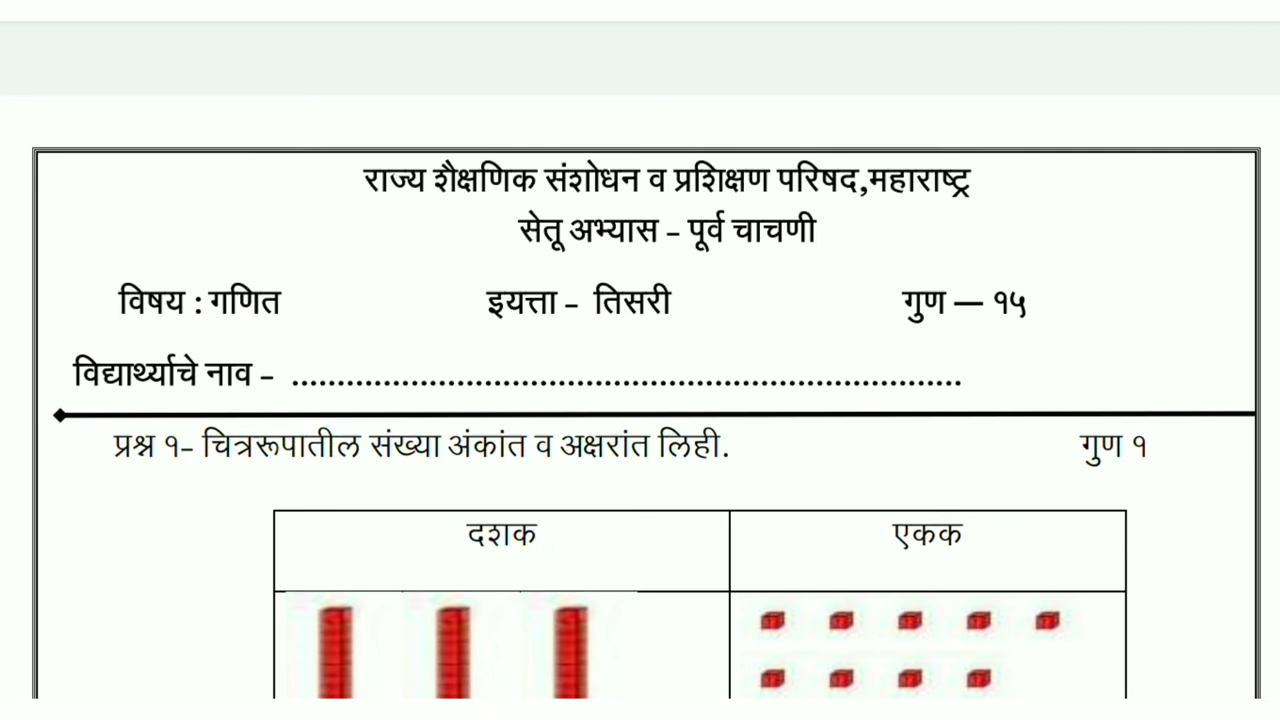 राज्य शैक्षणिक संशोधन व प्रशिक्षण परिषद,महाराष्ट्र
सेतू अभ्यास - पूर्व चाचणी
विषय : गणित इयत्ता - तिसरी गुण — १५
विद्यार्थ्याचे नाव - ........................................................................
प्रश्न १- चित्ररूपातील संख्या अंकांत व अक्षरांत लिही. गुण १
दशक एकक